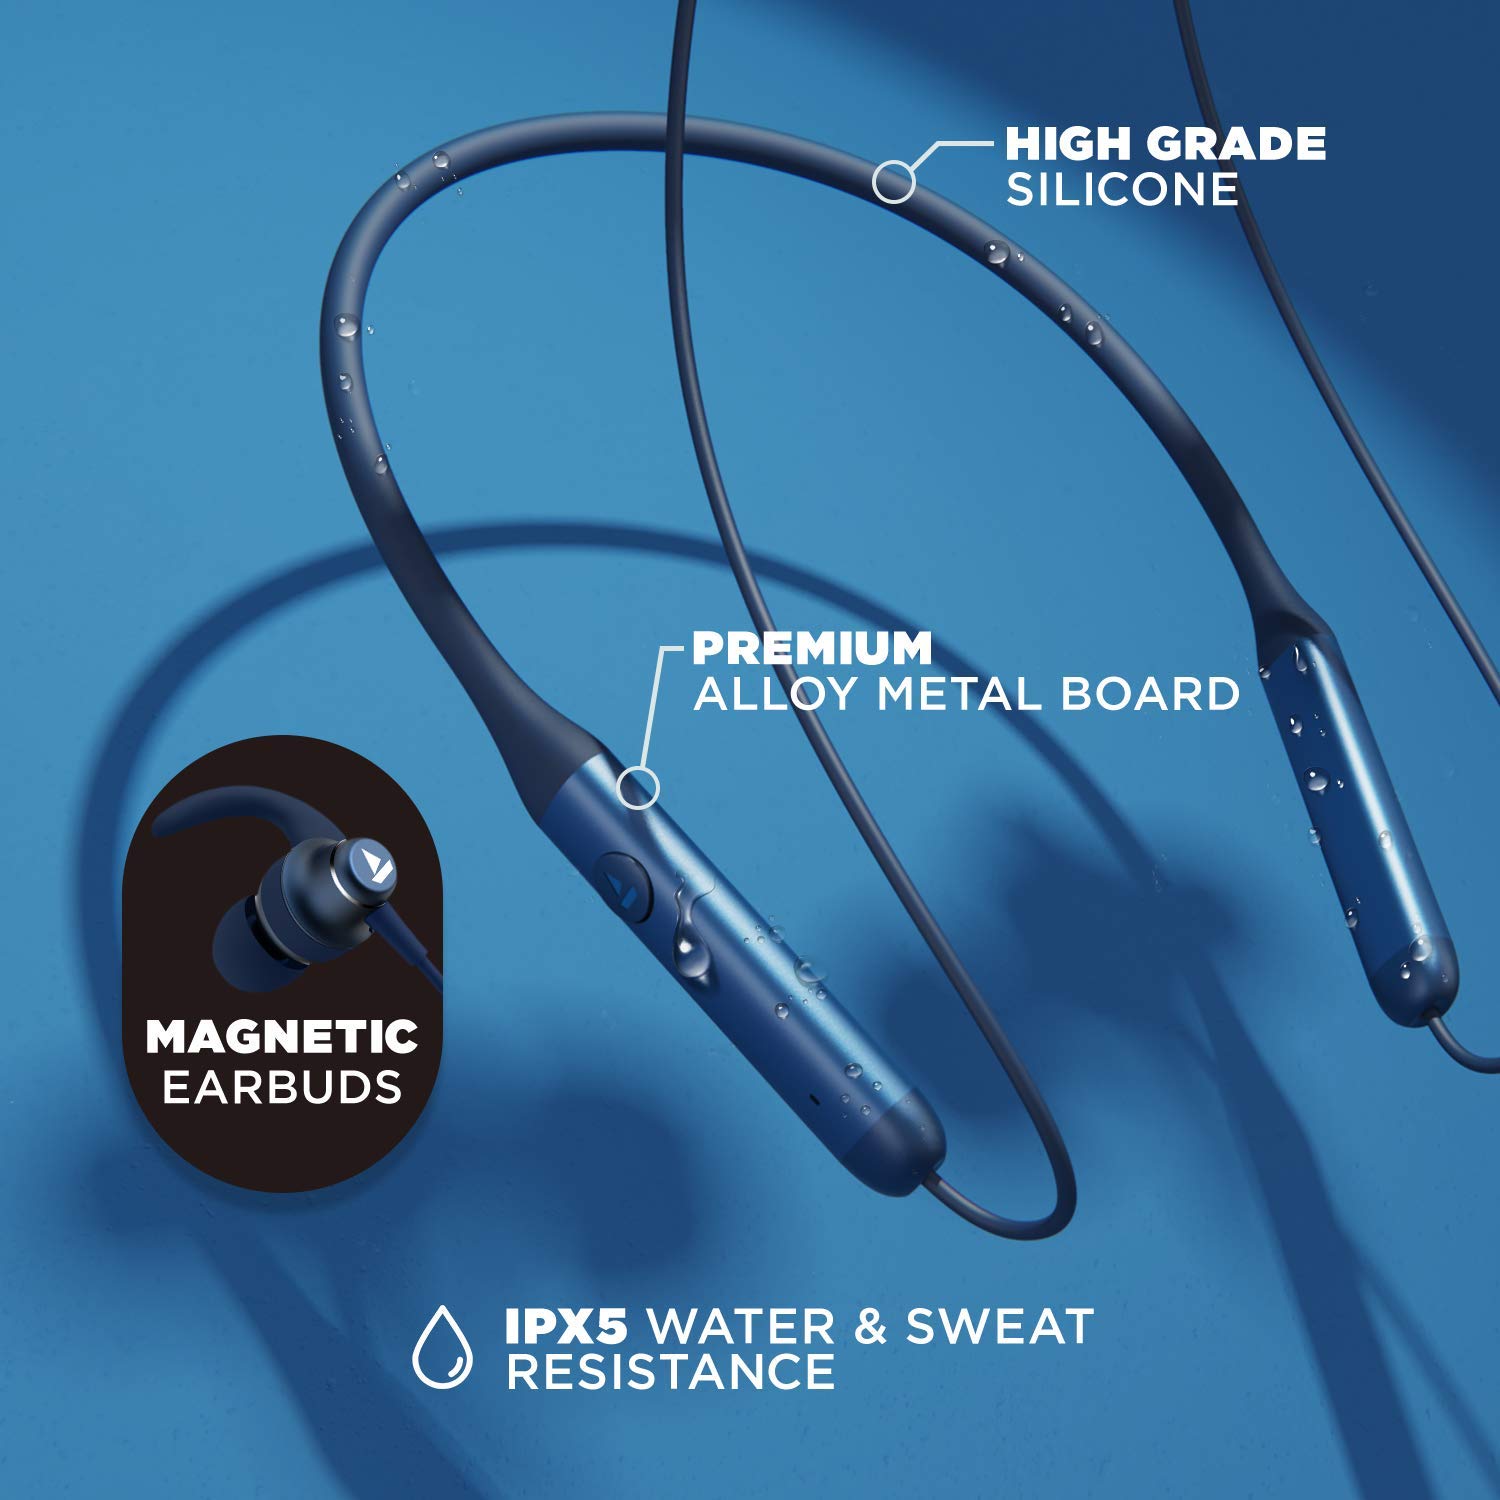 HIGH GRADE
SILICONE
PREMIUM
ALLOY METAL BOARD
MAGNETIC
EARBUDS
IPX5 WATER & SWEAT
RESISTANCE